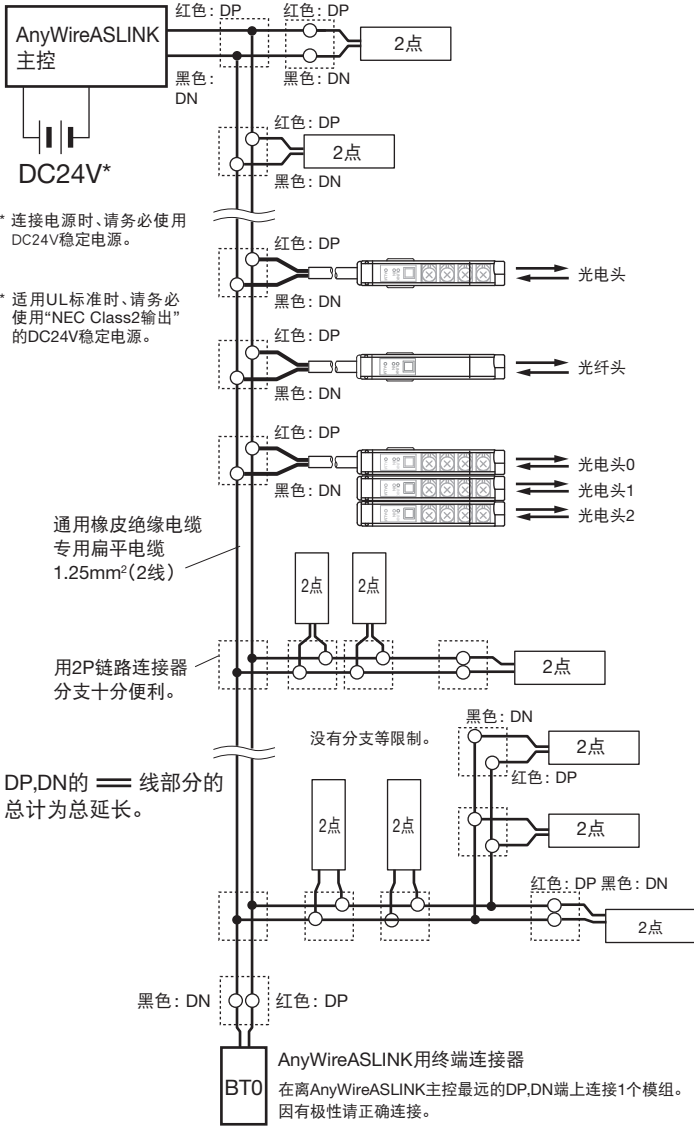 红色: DP
红色: DP
AnyWireASLINK
主控
2点
黑色:
DN
黑色: DN
DC24V*
红色: DP
2点
黑色: DN
* 连接电源时、请务必使用
DC24V稳定电源。
* 适用UL标准时、请务必
使用“NEC Class2输出”
的DC24V稳定电源。
红色: DP
光电头
黑色: DN
红色: DP
光纤头
黑色: DN
红色: DP
光电头0
黑色: DN
光电头1
光电头2
通用橡皮绝缘电缆
专用扁平电缆
1.25mm²(2线)
2点
2点
用2P链路连接器
分支十分便利。
2点
没有分支等限制。
黑色: DN
2点
红色: DP
DP,DN的 线部分的
总计为总延长。
2点
2点
2点
红色: DP 黑色: DN
2点
黑色: DN
红色: DP
BT0
AnyWireASLINK用终端连接器
在离AnyWireASLINK主控最远的DP,DN端上连接1个模组。
因有极性请正确连接。